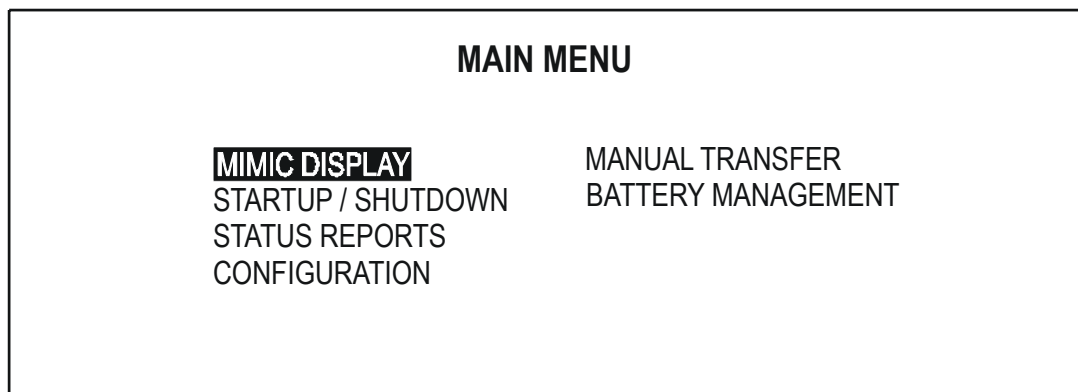 MAIN MENU
MIMIC DISPLAY
STARTUP / SHUTDOWN
STATUS REPORTS
CONFIGURATION
MANUAL TRANSFER
BATTERY MANAGEMENT